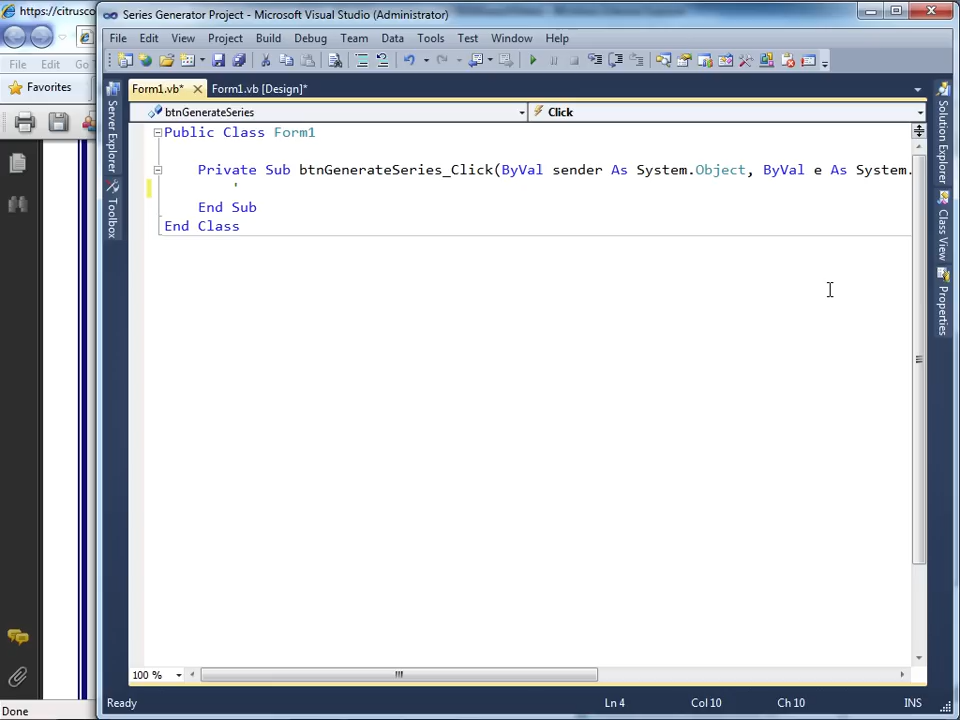 https://citrusco
Series Generator Project - Microsoft Visual Studio (Administrator)
File Edit Go
File Edit View Project Build Debug Team Data Tools Test Window Help
Favorites
Form1.vb* Form1.vb [Design]*
btnGenerateSeries Click
Public Class Form1
Private Sub btnGenerateSeries_Click(ByVal sender As System.Object, ByVal e As System.
'
End Sub
End Class
Server Explorer
Toolbox
Solution Explorer
Class View
Properties
100 %
Done
Ready Ln 4 Col 10 Ch 10 INS